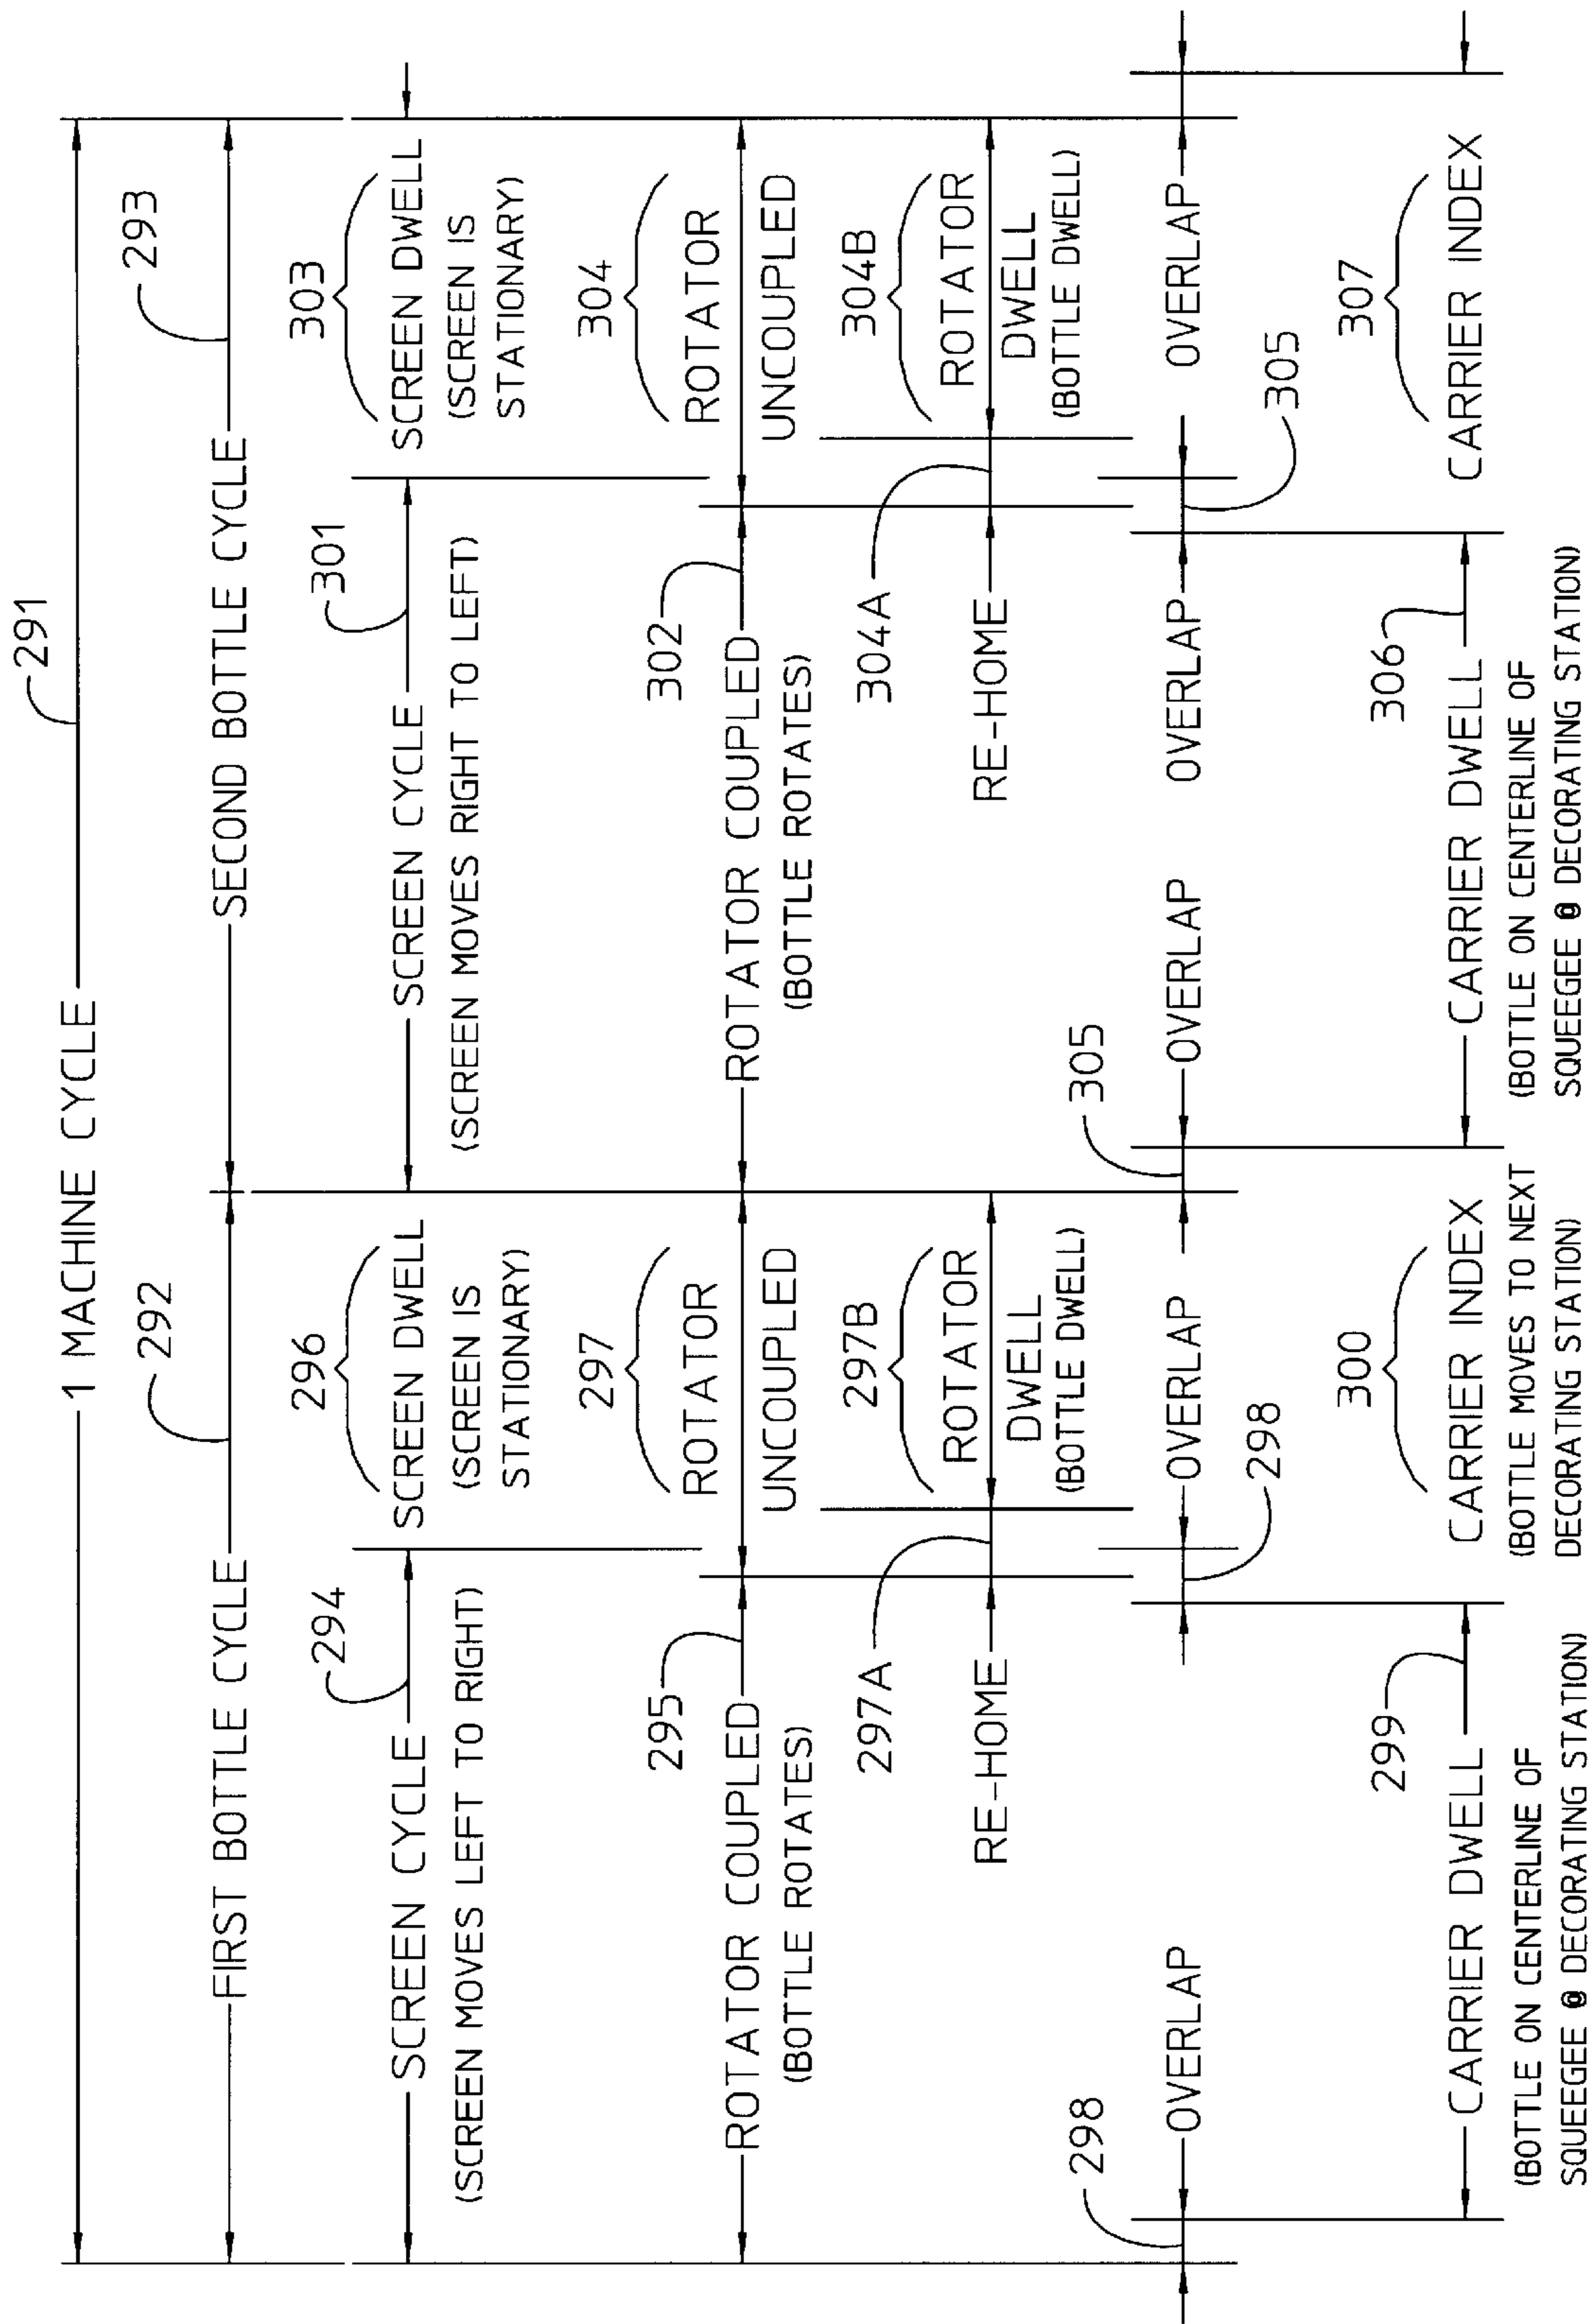 291
1 MACHINE CYCLE
292
293
FIRST BOTTLE CYCLE
SECOND BOTTLE CYCLE
294
296
301
303
SCREEN CYCLE
SCREEN DWELL
SCREEN CYCLE
SCREEN DWELL
(SCREEN MOVES LEFT TO RIGHT)
(SCREEN IS
STATIONARY)
(SCREEN MOVES RIGHT TO LEFT)
(SCREEN IS
STATIONARY)
295
297
302
304
ROTATOR COUPLED
(BOTTLE ROTATES)
ROTATOR
UNCOUPLED
ROTATOR COUPLED
(BOTTLE ROTATES)
ROTATOR
UNCOUPLED
297A
297B
304A
304B
RE-HOME
ROTATOR
DWELL
(BOTTLE DWELL)
RE-HOME
ROTATOR
DWELL
(BOTTLE DWELL)
298
305
OVERLAP
OVERLAP
OVERLAP
OVERLAP
OVERLAP
298
305
299
300
306
307
CARRIER DWELL
CARRIER INDEX
CARRIER DWELL
CARRIER INDEX
(BOTTLE ON CENTERLINE OF
SQUEEGEE @ DECORATING STATION)
(BOTTLE MOVES TO NEXT
DECORATING STATION)
(BOTTLE ON CENTERLINE OF
SQUEEGEE @ DECORATING STATION)